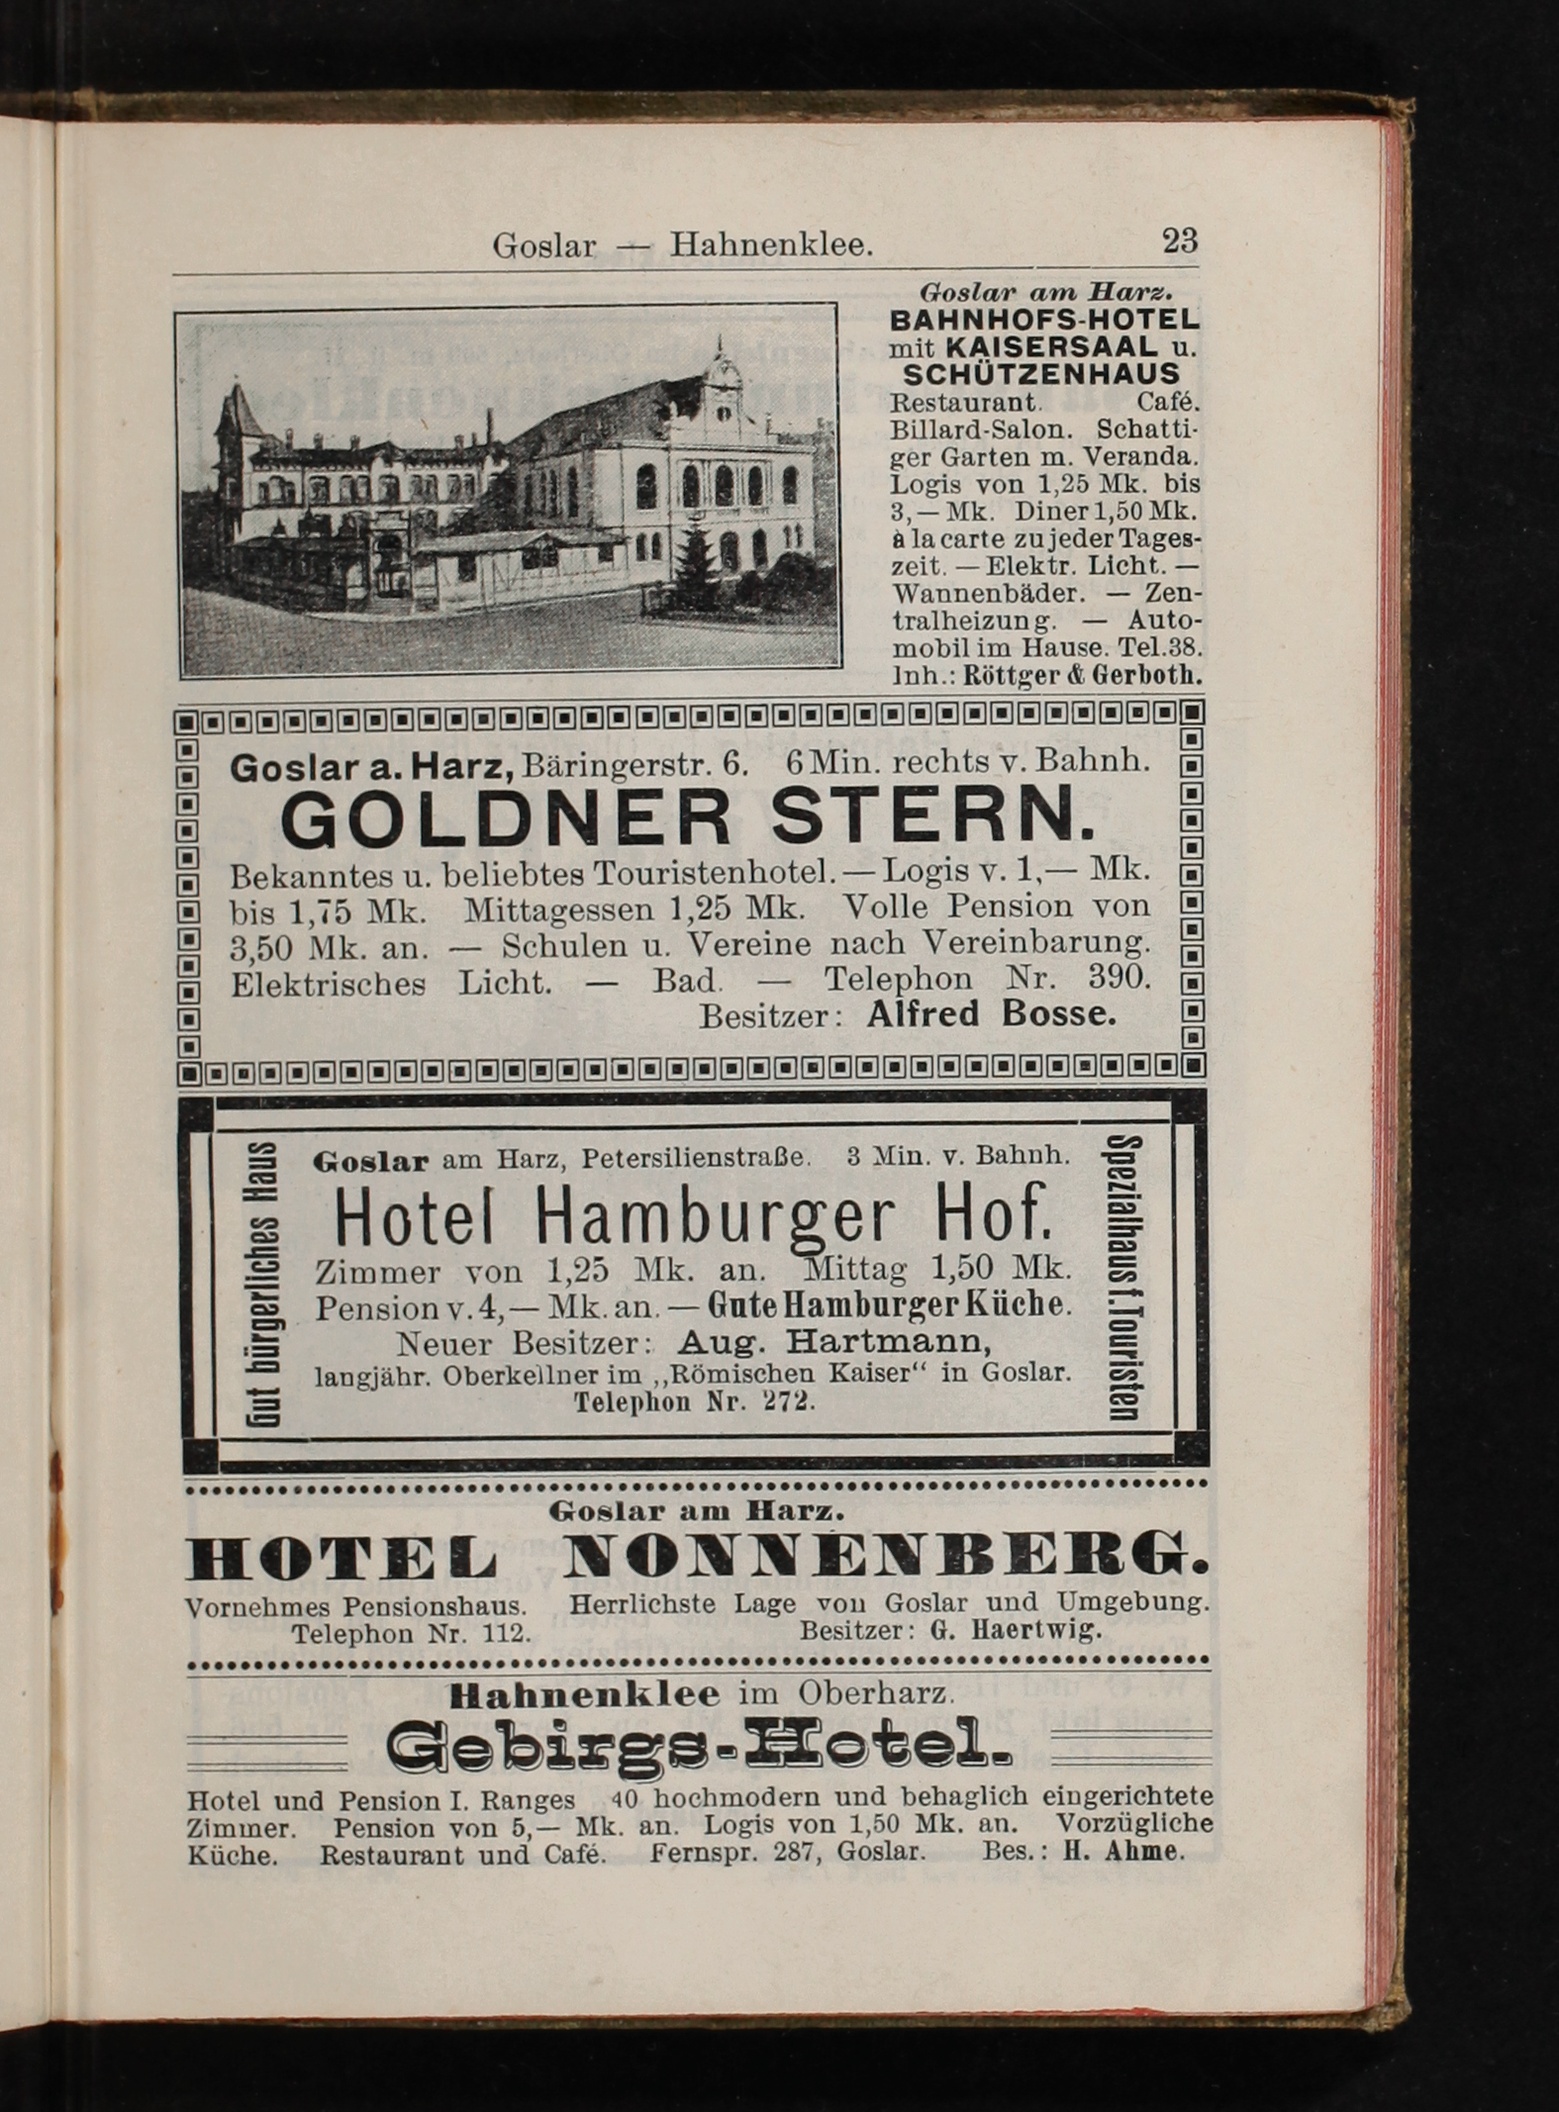 Goslar — Hahnenklee. 23
Goslar am Harz.
BAHNHOFS-HOTEL
mit KAISERSAAL u.
SCHÜTZENHAUS
Restaurant. Café.
Billard-Salon. Schatti-
ger Garten m. Veranda.
Logis von 1,25 Mk. bis
3,— Mk. Diner 1,50 Mk.
à la carte zu jeder Tages-
zeit. — Elektr. Licht. —
Wannenbäder. — Zen-
tralheizung. — Auto-
mobil im Hause. Tel. 38.
Inh.: Röttger & Gerboth.
Goslar a. Harz, Bäringerstr. 6. 6 Min. rechts v. Bahnh.
GOLDNER STERN.
Bekanntes u. beliebtes Touristenhotel. — Logis v. 1,— Mk.
bis 1,75 Mk. Mittagessen 1,25 Mk. Volle Pension von
3,50 Mk. an. — Schulen u. Vereine nach Vereinbarung.
Elektrisches Licht. — Bad. — Telephon Nr. 390.
Besitzer: Alfred Bosse.
Gut bürgerliches Haus
Goslar am Harz, Petersilienstraße. 3 Min. v. Bahnh.
Hotel Hamburger Hof.
Zimmer von 1,25 Mk. an. Mittag 1,50 Mk.
Pension v. 4,— Mk. an. — Gute Hamburger Küche.
Neuer Besitzer: Aug. Hartmann,
langjähr. Oberkellner im „Römischen Kaiser“ in Goslar.
Telephon Nr. 272.
Spezialhaus f. Touristen
Goslar am Harz.
HOTEL NONNENBERG.
Vornehmes Pensionshaus. Herrlichste Lage von Goslar und Umgebung.
Telephon Nr. 112. Besitzer: G. Haertwig.
Hahnenklee im Oberharz.
Gebirgs-Hotel.
Hotel und Pension I. Ranges 40 hochmodern und behaglich eingerichtete
Zimmer. Pension von 5,— Mk. an. Logis von 1,50 Mk. an. Vorzügliche
Küche. Restaurant und Café. Fernspr. 287, Goslar. Bes.: H. Ahme.